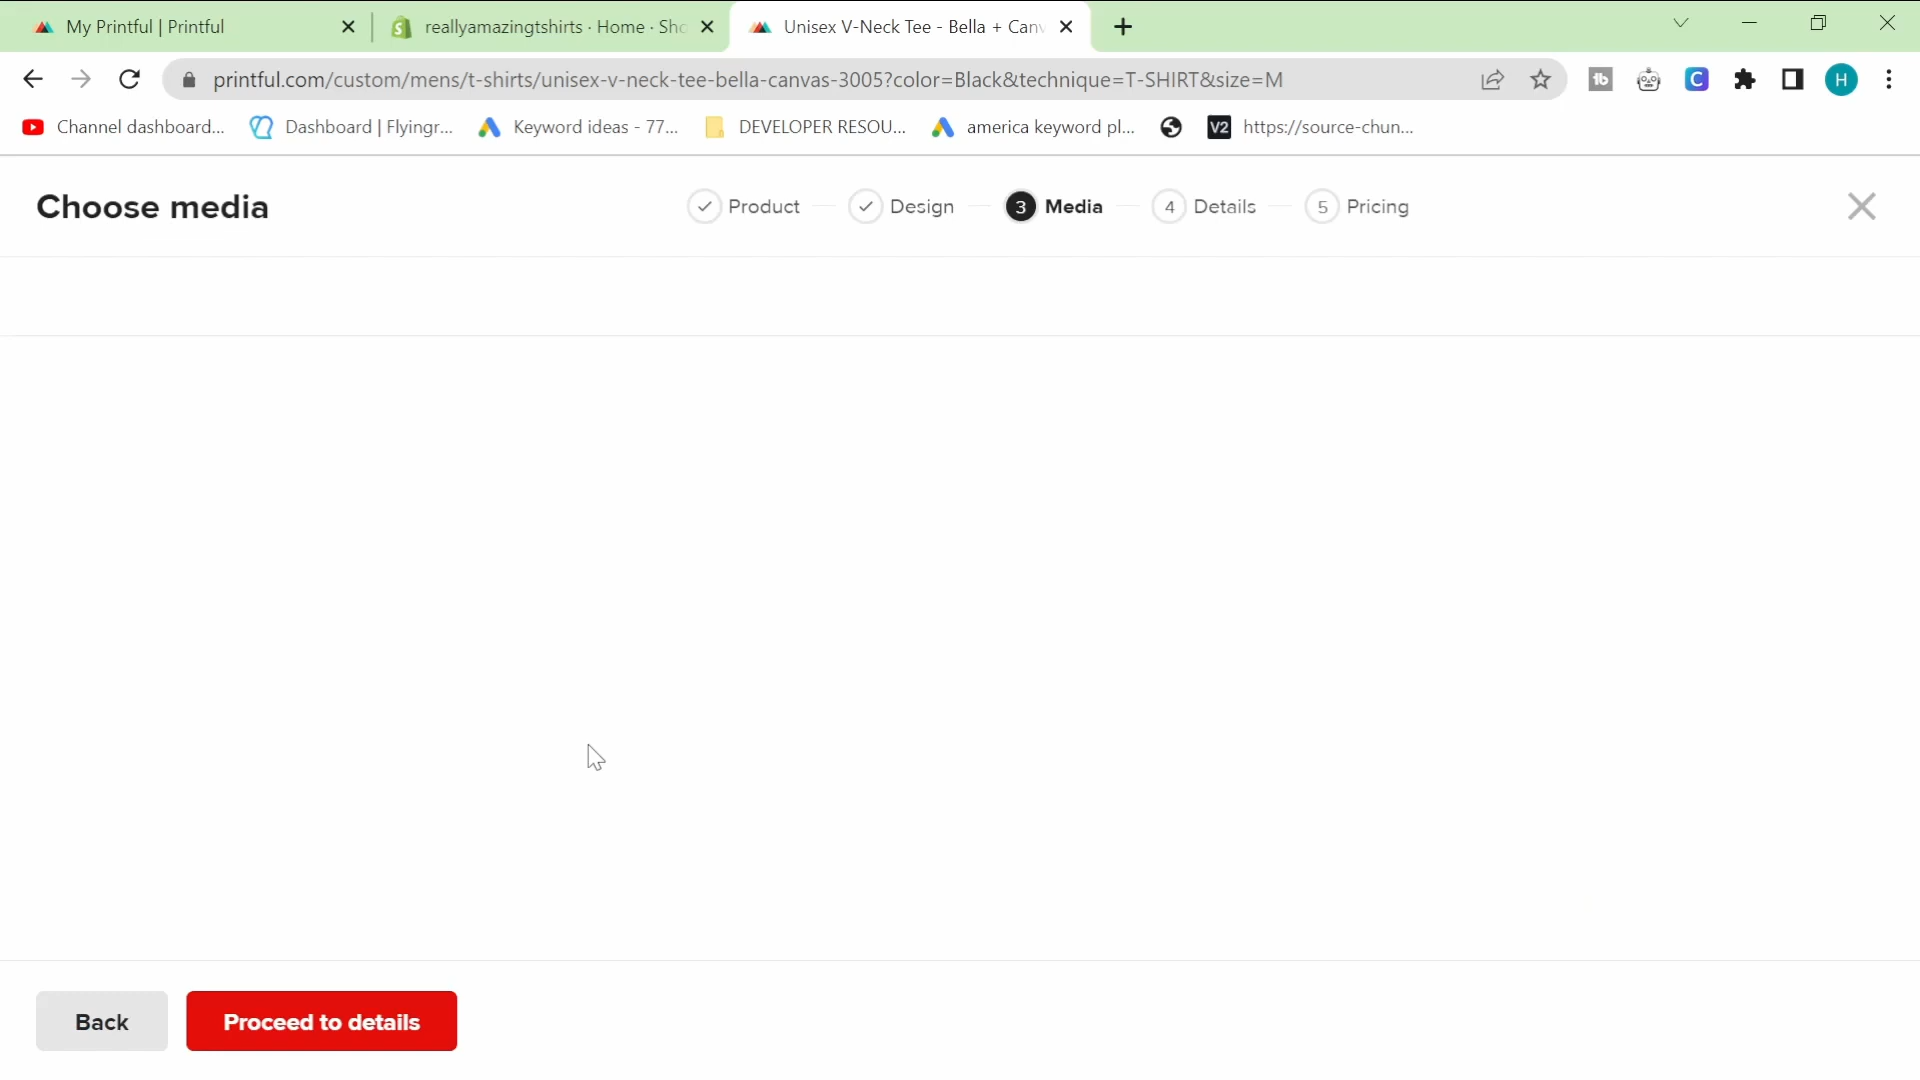 My Printful | Printful
reallyamazingtshirts · Home · Sho
Unisex V-Neck Tee - Bella + Canv
printful.com/custom/mens/t-shirts/unisex-v-neck-tee-bella-canvas-3005?color=Black&technique=T-SHIRT&size=M
tb
C
H
Channel dashboard...
Dashboard | Flyingr...
Keyword ideas - 77...
DEVELOPER RESOU...
america keyword pl...
V2
https://source-chun...
Choose media
Product
Design
3 Media
4 Details
5 Pricing
Back
Proceed to details